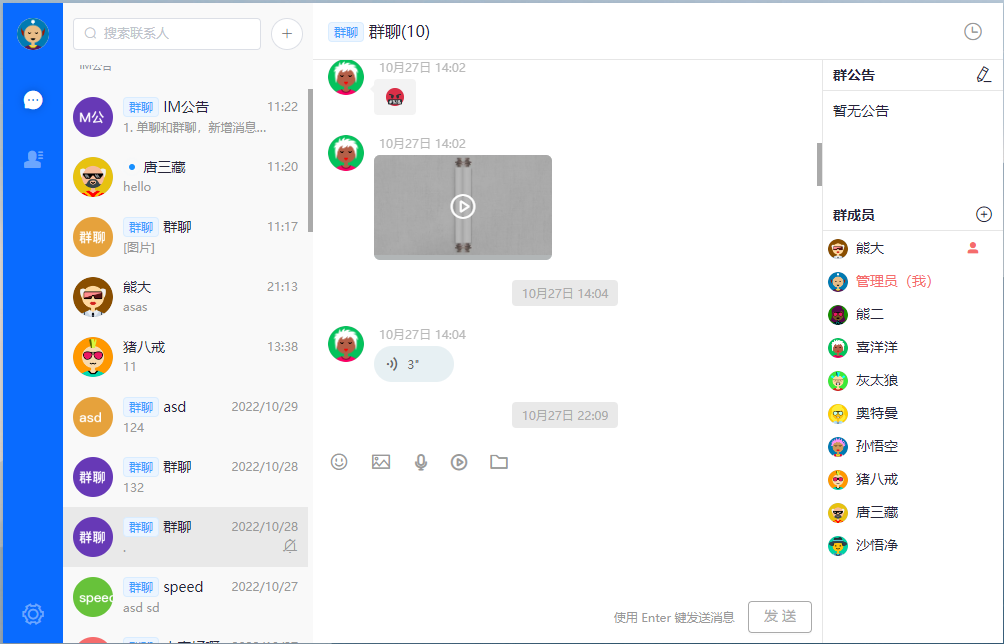 搜索联系人
IM公告
M公
群聊 IM公告 11:22
1. 单聊和群聊，新增消息...
唐三藏 11:20
hello
群聊
群聊 群聊 11:17
[图片]
熊大 21:13
asas
猪八戒 13:38
11
asd
群聊 asd 2022/10/29
124
群聊
群聊 群聊 2022/10/28
132
群聊
群聊 群聊 2022/10/28
.
speed
群聊 speed 2022/10/27
asd sd
群聊 群聊(10)
10月27日 14:02
10月27日 14:02
10月27日 14:04
10月27日 14:04
3"
10月27日 22:09
使用 Enter 键发送消息 发 送
群公告
暂无公告
群成员
熊大
管理员（我）
熊二
喜洋洋
灰太狼
奥特曼
孙悟空
猪八戒
唐三藏
沙悟净